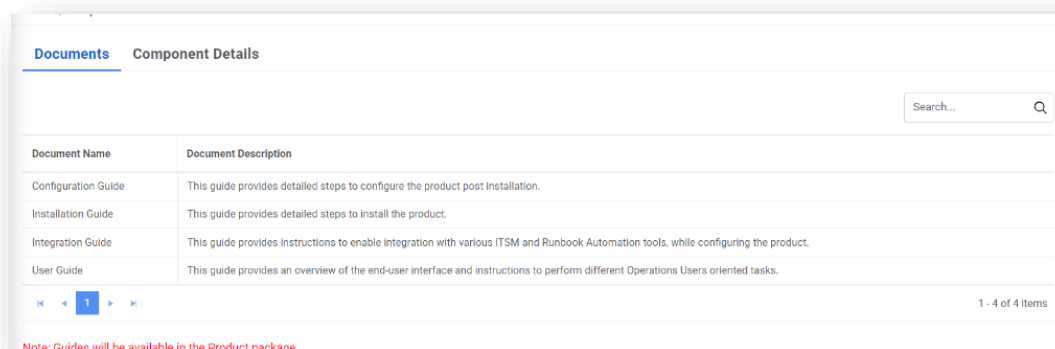 Documents Component Details
Search...
Document Name Document Description
Configuration Guide This guide provides detailed steps to configure the product post installation.
Installation Guide This guide provides detailed steps to install the product.
Integration Guide This guide provides instructions to enable integration with various ITSM and Runbook Automation tools, while configuring the product.
User Guide This guide provides an overview of the end-user interface and instructions to perform different Operations Users oriented tasks.
1 1 - 4 of 4 items
Note: Guides will be available in the Product package